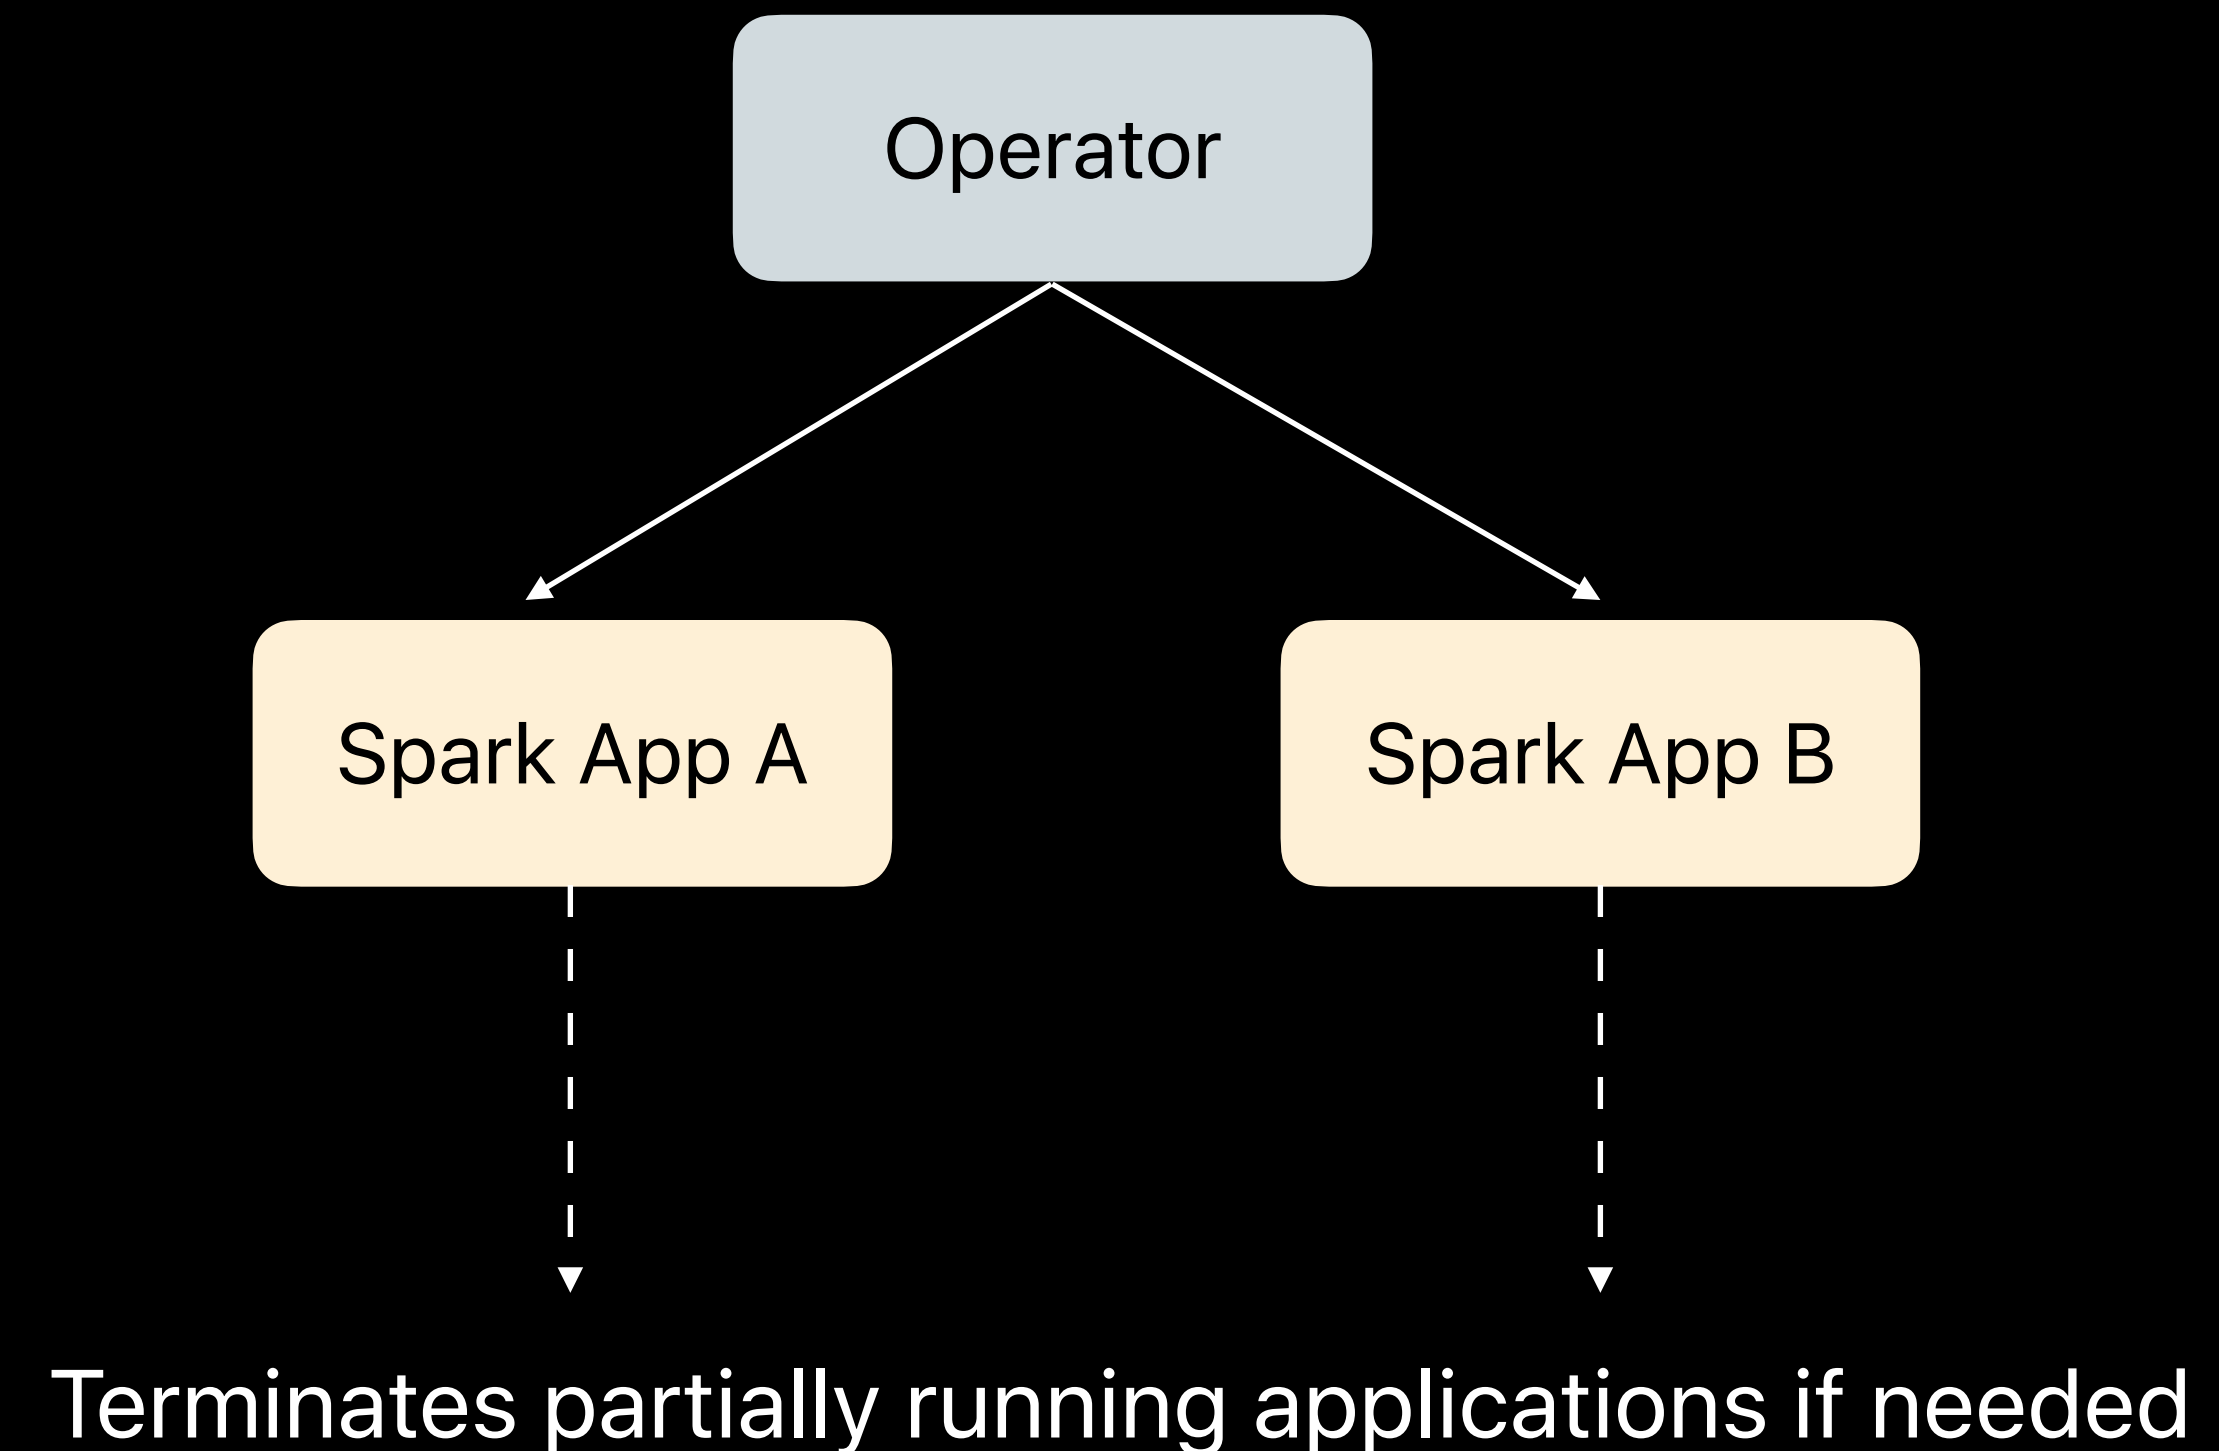 Operator
Spark App A
Spark App B
Terminates partially running applications if needed